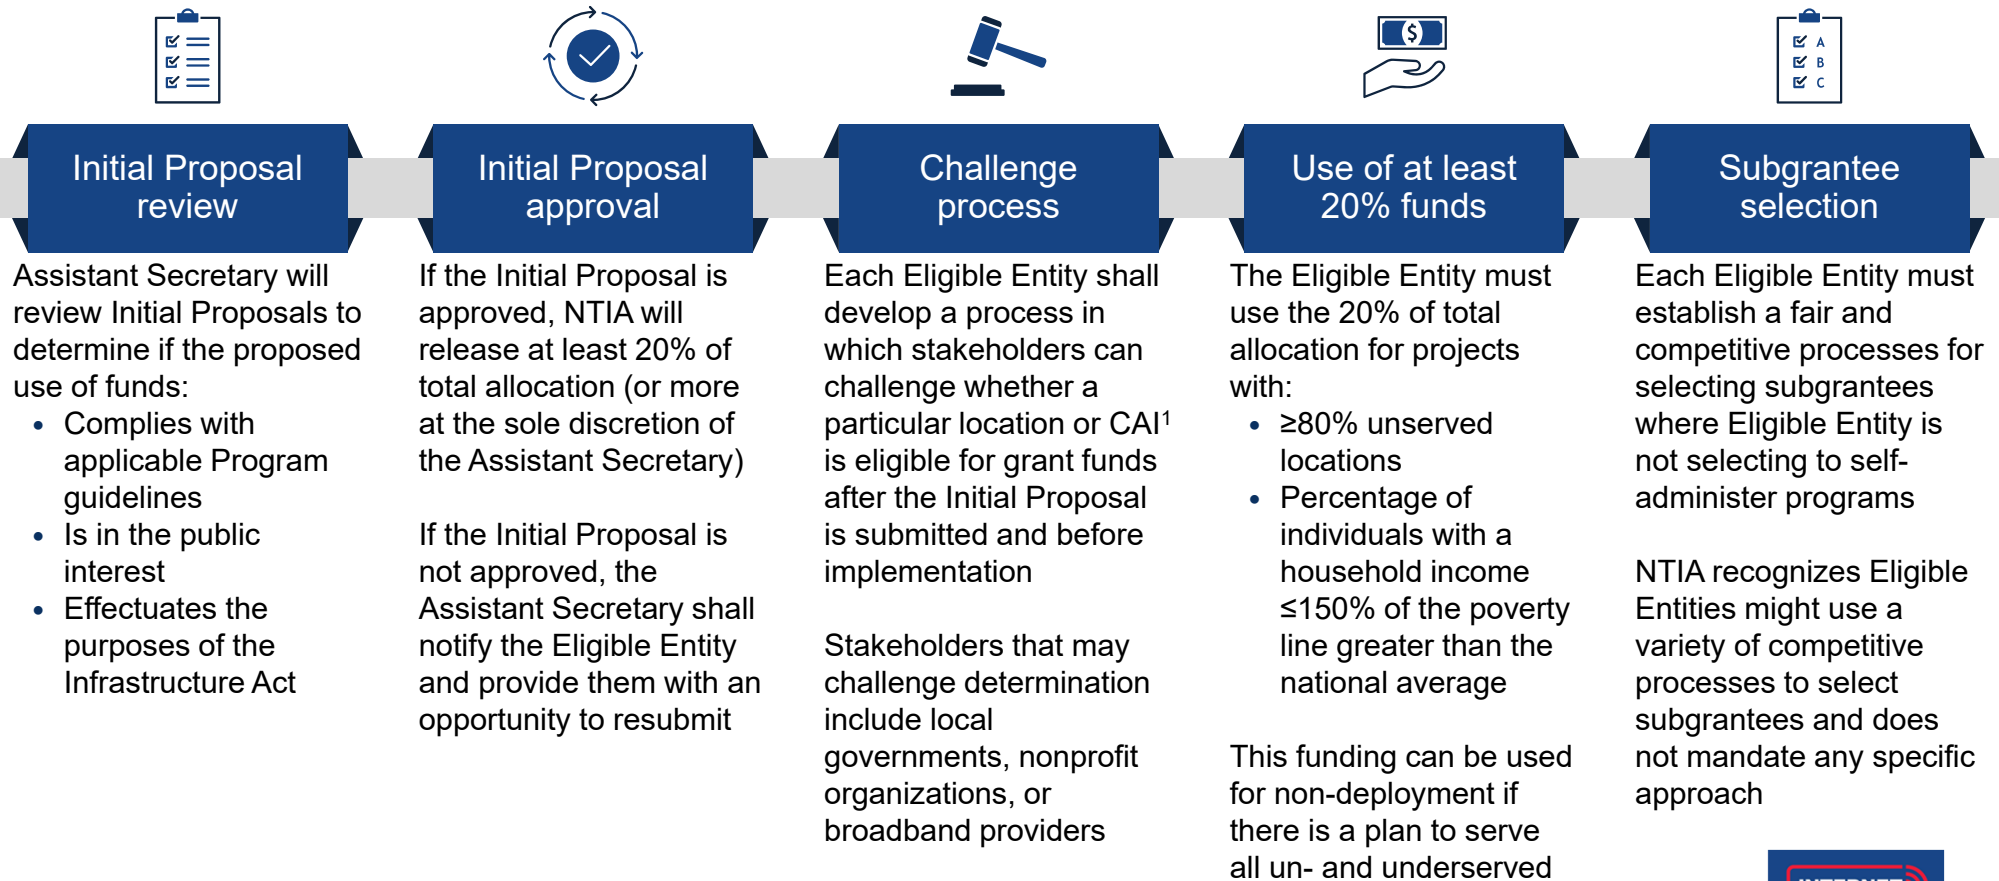 A
B
C
$
Initial Proposal
review
Initial Proposal
approval
Challenge
process
Use of at least
20% funds
Subgrantee
selection
Assistant Secretary will
review Initial Proposals to
determine if the proposed
use of funds:
• Complies with
applicable Program
guidelines
• Is in the public
interest
• Effectuates the
purposes of the
Infrastructure Act
If the Initial Proposal is
approved, NTIA will
release at least 20% of
total allocation (or more
at the sole discretion of
the Assistant Secretary)
If the Initial Proposal is
not approved, the
Assistant Secretary shall
notify the Eligible Entity
and provide them with an
opportunity to resubmit
Each Eligible Entity shall
develop a process in
which stakeholders can
challenge whether a
particular location or CAI¹
is eligible for grant funds
after the Initial Proposal
is submitted and before
implementation
Stakeholders that may
challenge determination
include local
governments, nonprofit
organizations, or
broadband providers
The Eligible Entity must
use the 20% of total
allocation for projects
with:
• ≥80% unserved
locations
• Percentage of
individuals with a
household income
≤150% of the poverty
line greater than the
national average
This funding can be used
for non-deployment if
there is a plan to serve
all un- and underserved
Each Eligible Entity must
establish a fair and
competitive processes for
selecting subgrantees
where Eligible Entity is
not selecting to self-
administer programs
NTIA recognizes Eligible
Entities might use a
variety of competitive
processes to select
subgrantees and does
not mandate any specific
approach